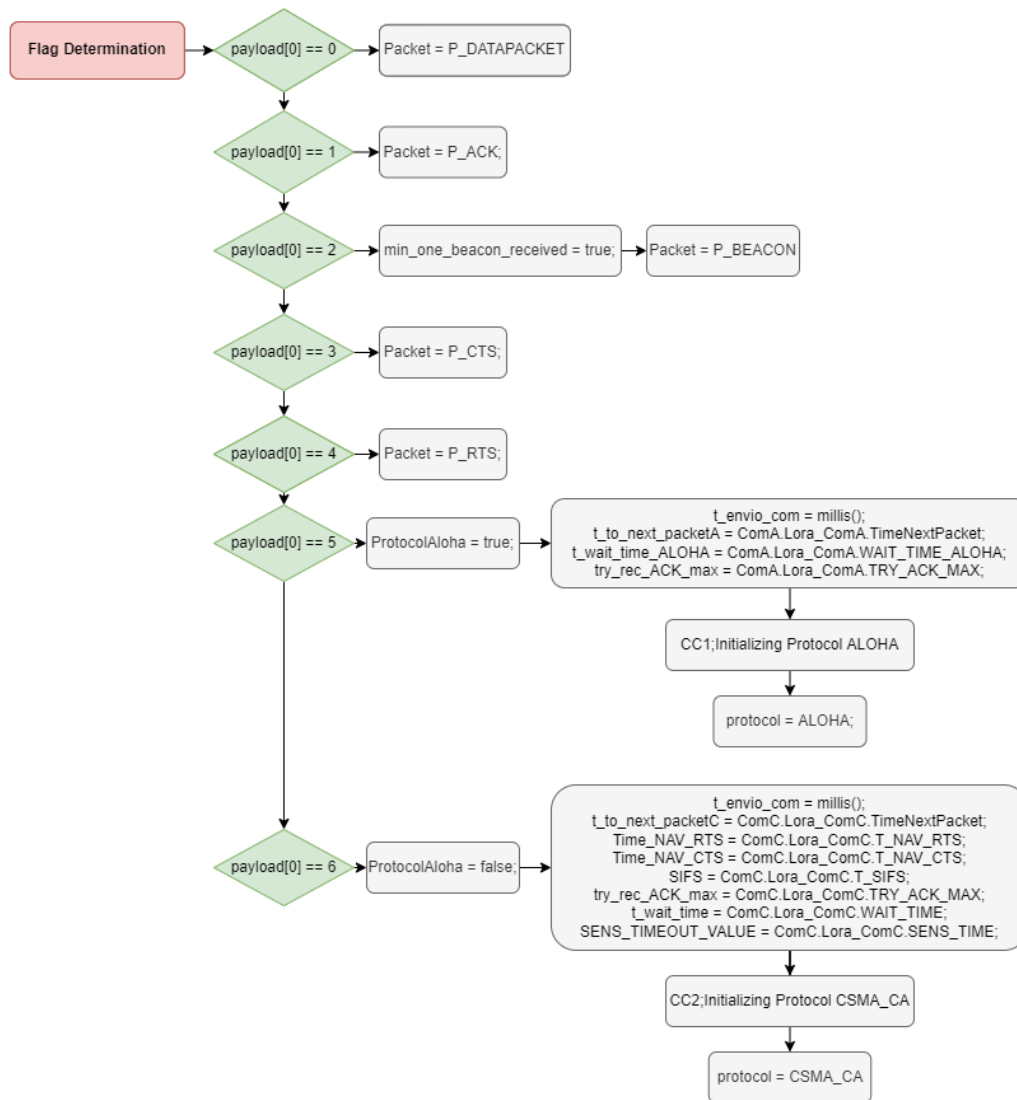 Flag Determination
payload[0] == 0
Packet = P_DATAPACKET
payload[0] == 1
Packet = P_ACK;
payload[0] == 2
min_one_beacon_received = true;
Packet = P_BEACON
payload[0] == 3
Packet = P_CTS;
payload[0] == 4
Packet = P_RTS;
payload[0] == 5
ProtocolAloha = true;
t_envio_com = millis();
t_to_next_packetA = ComA.Lora_ComA.TimeNextPacket;
t_wait_time_ALOHA = ComA.Lora_ComA.WAIT_TIME_ALOHA;
try_rec_ACK_max = ComA.Lora_ComA.TRY_ACK_MAX;
CC1;Initializing Protocol ALOHA
protocol = ALOHA;
payload[0] == 6
ProtocolAloha = false;
t_envio_com = millis();
t_to_next_packetC = ComC.Lora_ComC.TimeNextPacket;
Time_NAV_RTS = ComC.Lora_ComC.T_NAV_RTS;
Time_NAV_CTS = ComC.Lora_ComC.T_NAV_CTS;
SIFS = ComC.Lora_ComC.T_SIFS;
try_rec_ACK_max = ComC.Lora_ComC.TRY_ACK_MAX;
t_wait_time = ComC.Lora_ComC.WAIT_TIME;
SENS_TIMEOUT_VALUE = ComC.Lora_ComC.SENS_TIME;
CC2;Initializing Protocol CSMA_CA
protocol = CSMA_CA